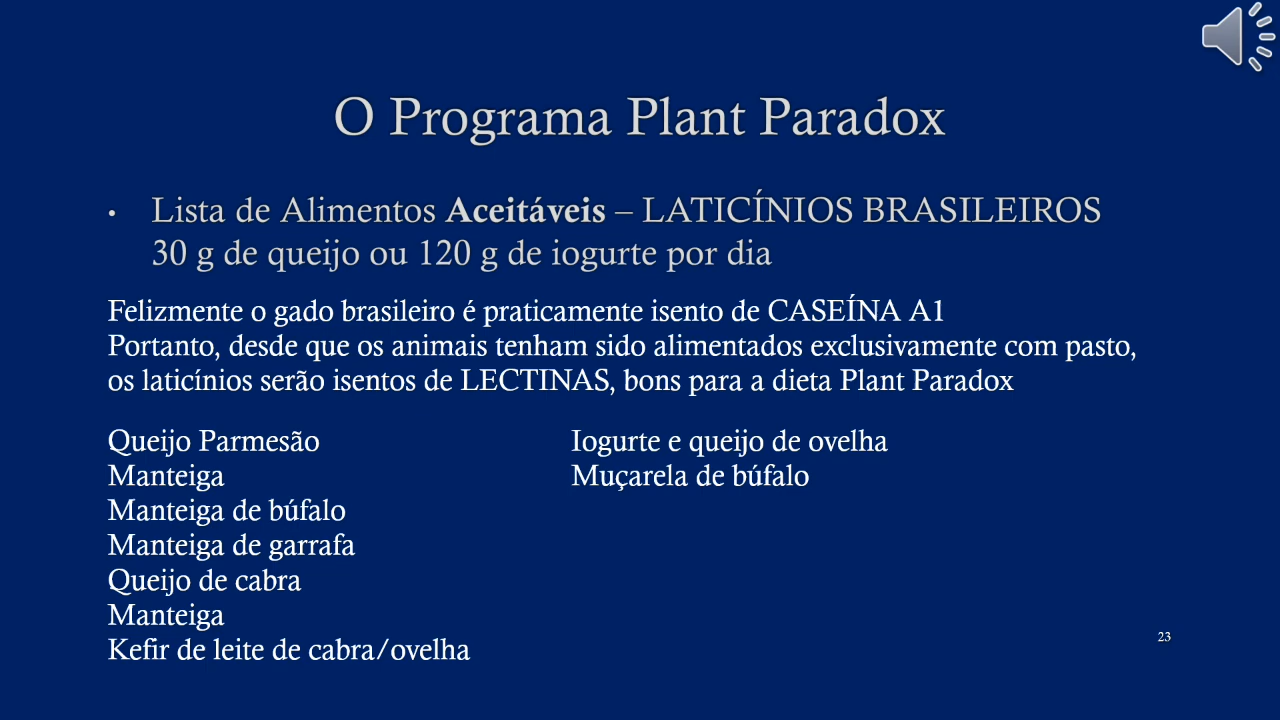 O Programa Plant Paradox
• Lista de Alimentos Aceitáveis – LATICÍNIOS BRASILEIROS
30 g de queijo ou 120 g de iogurte por dia
Felizmente o gado brasileiro é praticamente isento de CASEÍNA A1
Portanto, desde que os animais tenham sido alimentados exclusivamente com pasto,
os laticínios serão isentos de LECTINAS, bons para a dieta Plant Paradox
Queijo Parmesão
Manteiga
Manteiga de búfalo
Manteiga de garrafa
Queijo de cabra
Manteiga
Kefir de leite de cabra/ovelha
Iogurte e queijo de ovelha
Muçarela de búfalo
23